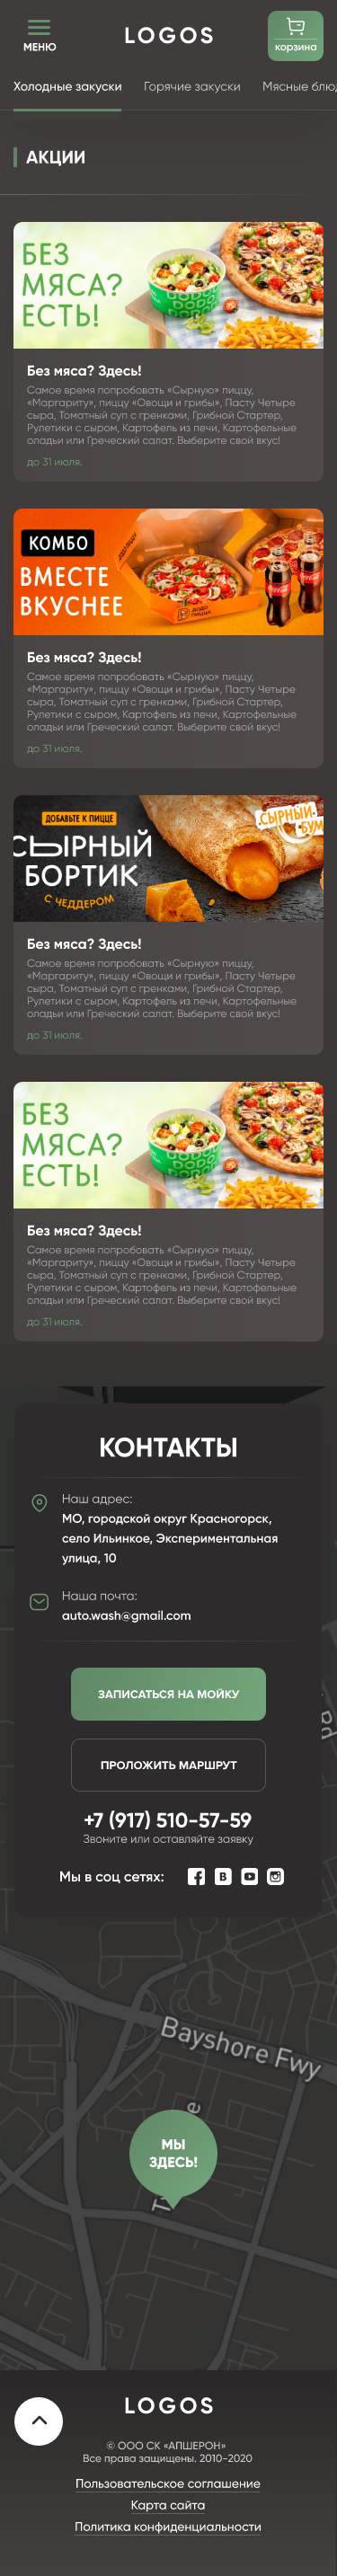 МЕНЮ
LOGOS
корзина
Холодные закуски Горячие закуски Мясные блюд
АКЦИИ
БЕЗ
МЯСА?
ЕСТЬ!
Без мяса? Здесь!
Самое время попробовать «Сырную» пиццу,
«Маргариту», пиццу «Овощи и грибы», Пасту Четыре
сыра, Томатный суп с гренками, Грибной Стартер,
Рулетики с сыром, Картофель из печи, Картофельные
оладьи или Греческий салат. Выберите свой вкус!
до 31 июля.
КОМБО
ВМЕСТЕ
ВКУСНЕЕ
Без мяса? Здесь!
Самое время попробовать «Сырную» пиццу,
«Маргариту», пиццу «Овощи и грибы», Пасту Четыре
сыра, Томатный суп с гренками, Грибной Стартер,
Рулетики с сыром, Картофель из печи, Картофельные
оладьи или Греческий салат. Выберите свой вкус!
до 31 июля.
ДОБАВЬТЕ К ПИЦЦЕ
СЫРНЫЙ
БОРТИК
С ЧЕДДЕРОМ
СЫРНЫЙ
БУМ
Без мяса? Здесь!
Самое время попробовать «Сырную» пиццу,
«Маргариту», пиццу «Овощи и грибы», Пасту Четыре
сыра, Томатный суп с гренками, Грибной Стартер,
Рулетики с сыром, Картофель из печи, Картофельные
оладьи или Греческий салат. Выберите свой вкус!
до 31 июля.
БЕЗ
МЯСА?
ЕСТЬ!
Без мяса? Здесь!
Самое время попробовать «Сырную» пиццу,
«Маргариту», пиццу «Овощи и грибы», Пасту Четыре
сыра, Томатный суп с гренками, Грибной Стартер,
Рулетики с сыром, Картофель из печи, Картофельные
оладьи или Греческий салат. Выберите свой вкус!
до 31 июля.
КОНТАКТЫ
Наш адрес:
МО, городской округ Красногорск,
село Ильинкое, Экспериментальная
улица, 10
Наша почта:
auto.wash@gmail.com
ЗАПИСАТЬСЯ НА МОЙКУ
ПРОЛОЖИТЬ МАРШРУТ
+7 (917) 510-57-59
Звоните или оставляйте заявку
Мы в соц сетях:
Bayshore Fwy
МЫ
ЗДЕСЬ!
LOGOS
© ООО СК «АПШЕРОН»
Все права защищены. 2010-2020
Пользовательское соглашение
Карта сайта
Политика конфиденциальности